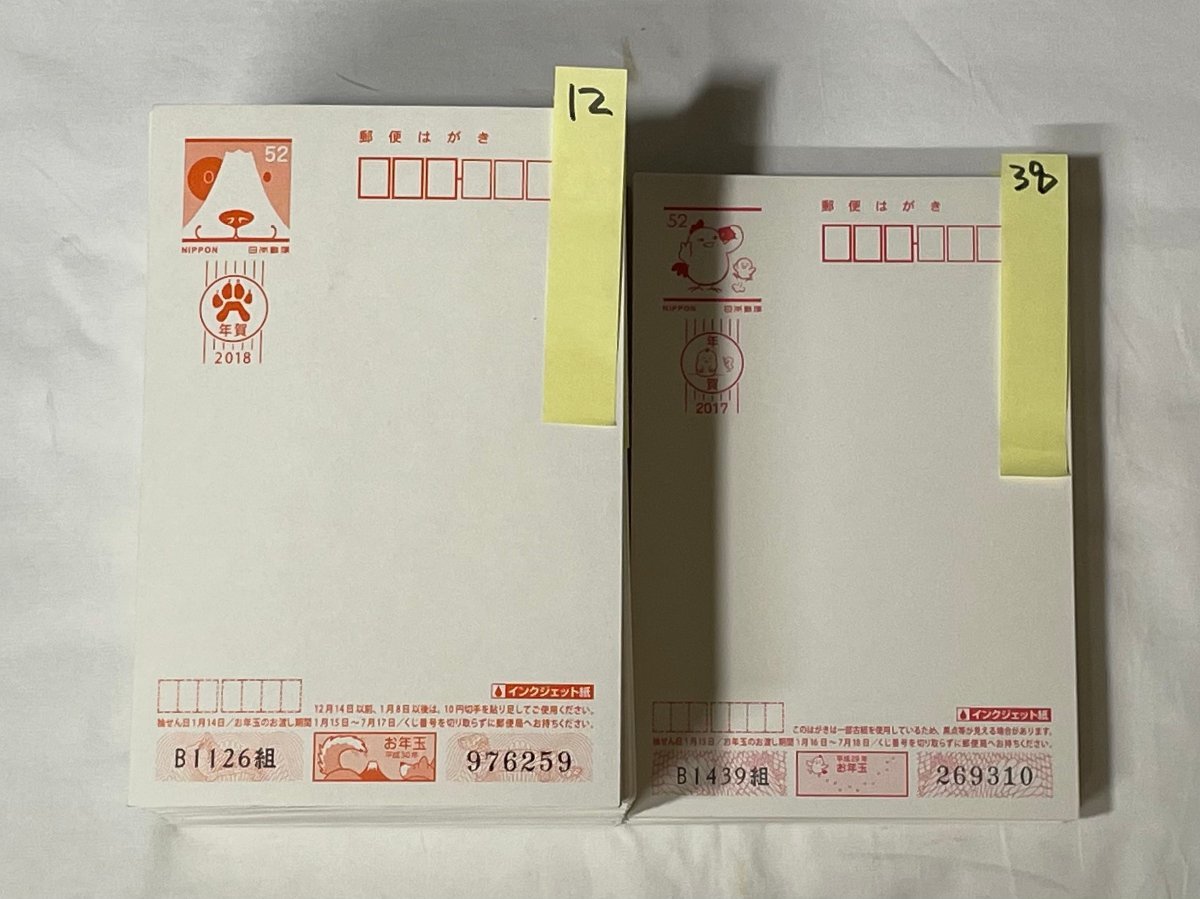 12
52
郵便はがき
NIPPON 日本郵便
年賀
2018
インクジェット紙
12月14日以前、1月8日以後は、10円切手を貼り足してご使用ください。
抽せん日1月14日/お年玉のお渡し期間1月15日~7月17日/くじ番号を切り取らずに郵便局へお持ちください。
B1126組
お年玉
平成30年
976259
38
52
郵便はがき
NIPPON 日本郵便
年
賀
2017
インクジェット紙
このはがきは一部古紙を使用しているため、黒点等が見える場合があります。
抽せん日1月15日/お年玉のお渡し期間1月16日~7月18日/くじ番号を切り取らずに郵便局へお持ちください。
B1439組
平成29年
お年玉
269310